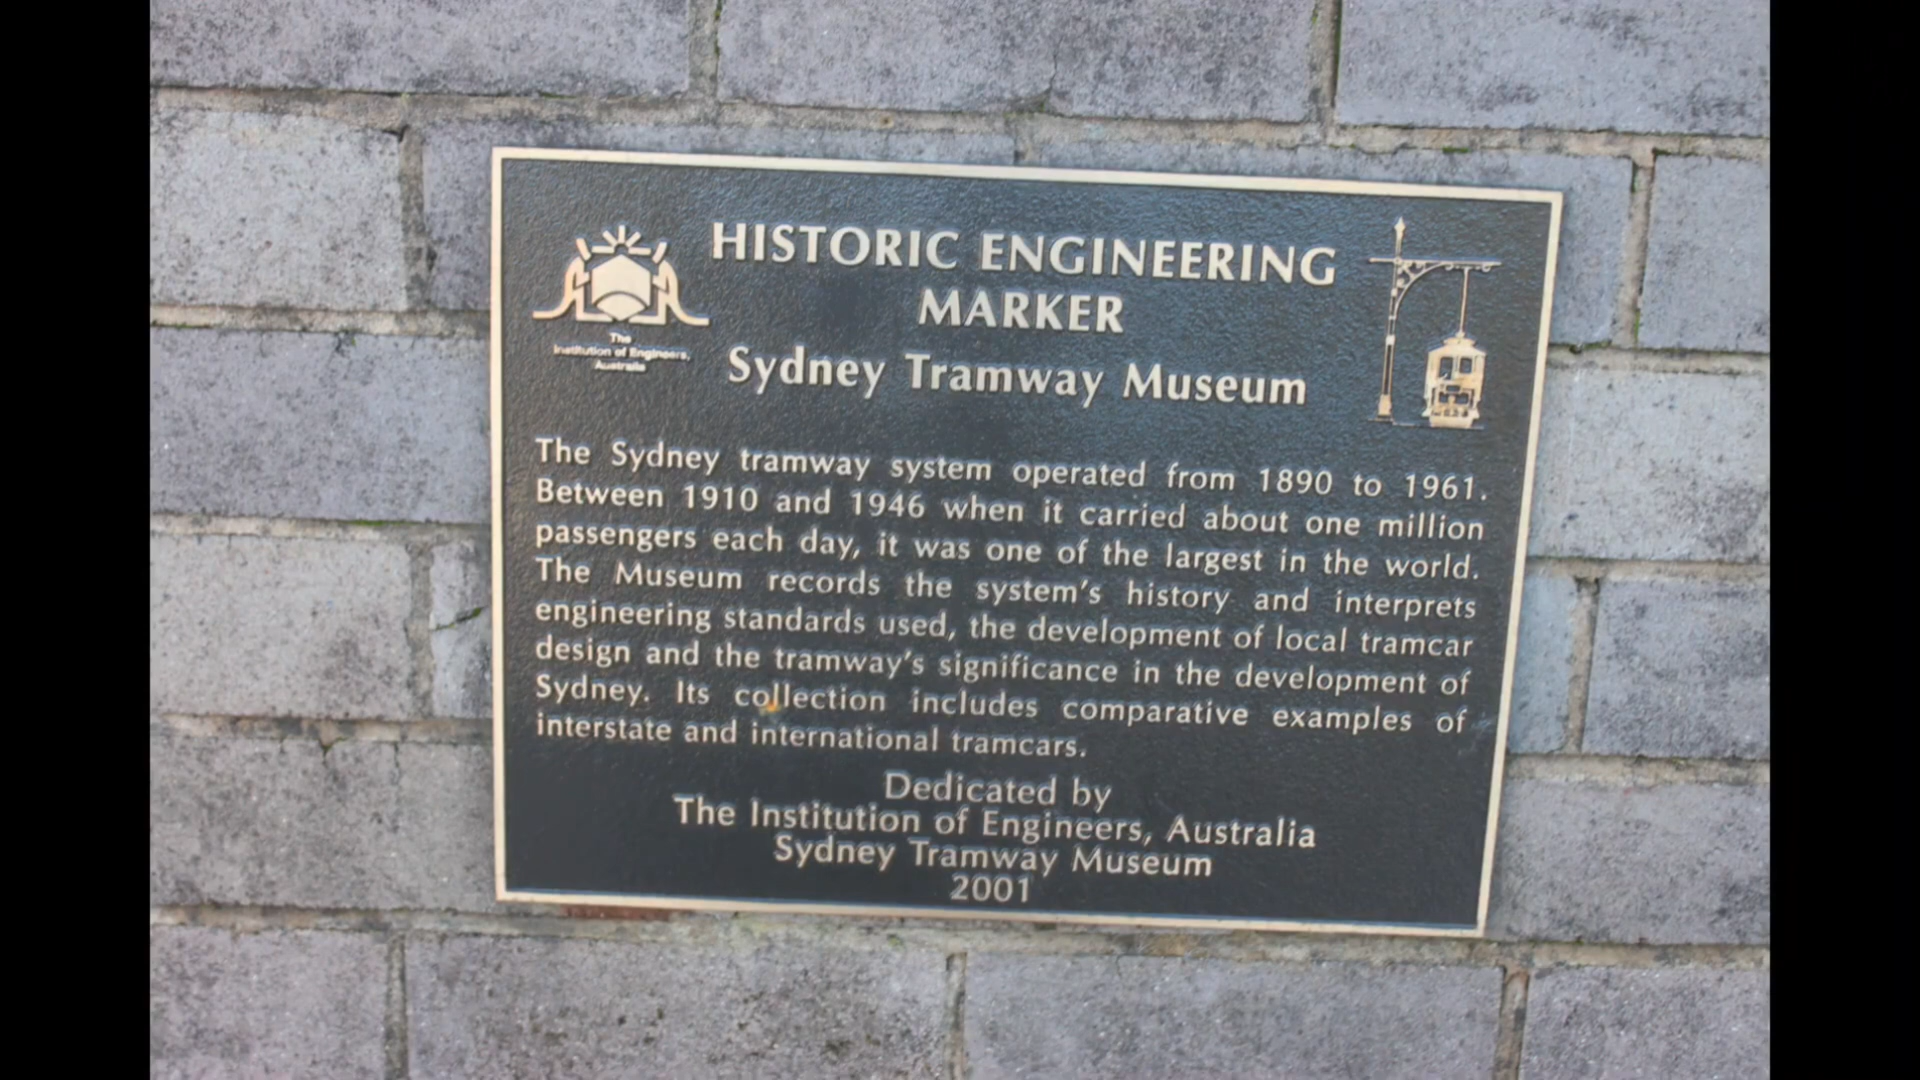 The
Institution of Engineers,
Australia
HISTORIC ENGINEERING
MARKER
Sydney Tramway Museum
The Sydney tramway system operated from 1890 to 1961.
Between 1910 and 1946 when it carried about one million
passengers each day, it was one of the largest in the world.
The Museum records the system's history and interprets
engineering standards used, the development of local tramcar
design and the tramway's significance in the development of
Sydney. Its collection includes comparative examples of
interstate and international tramcars.
Dedicated by
The Institution of Engineers, Australia
Sydney Tramway Museum
2001